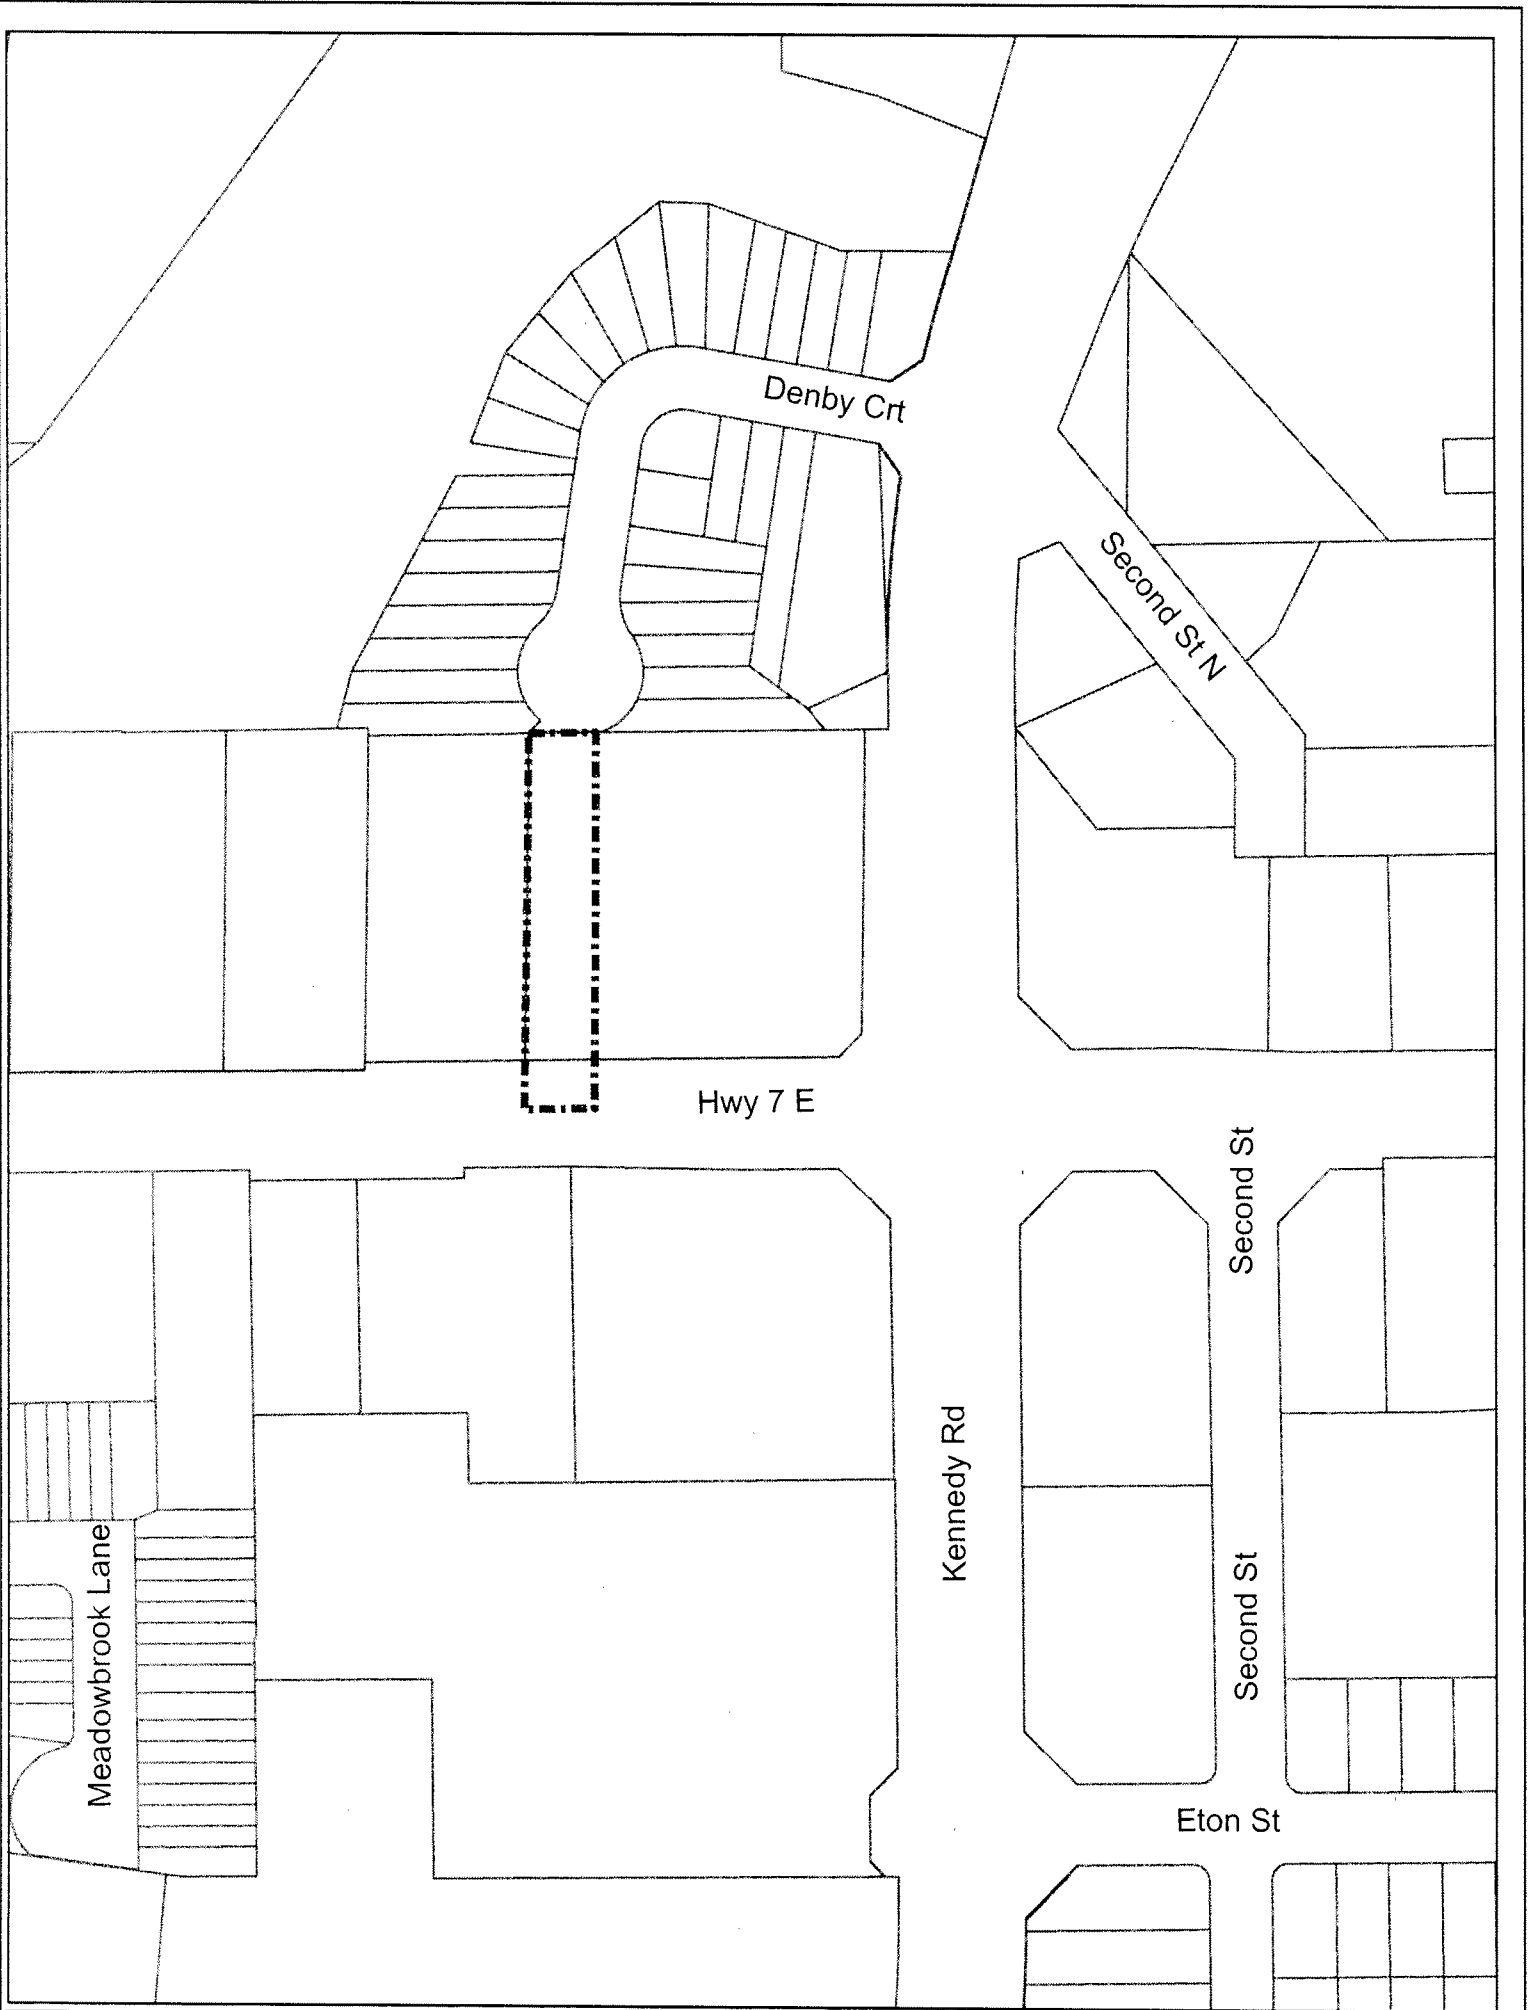 Denby Crt
Second St N
Hwy 7 E
Second St
Kennedy Rd
Meadowbrook Lane
Second St
Eton St